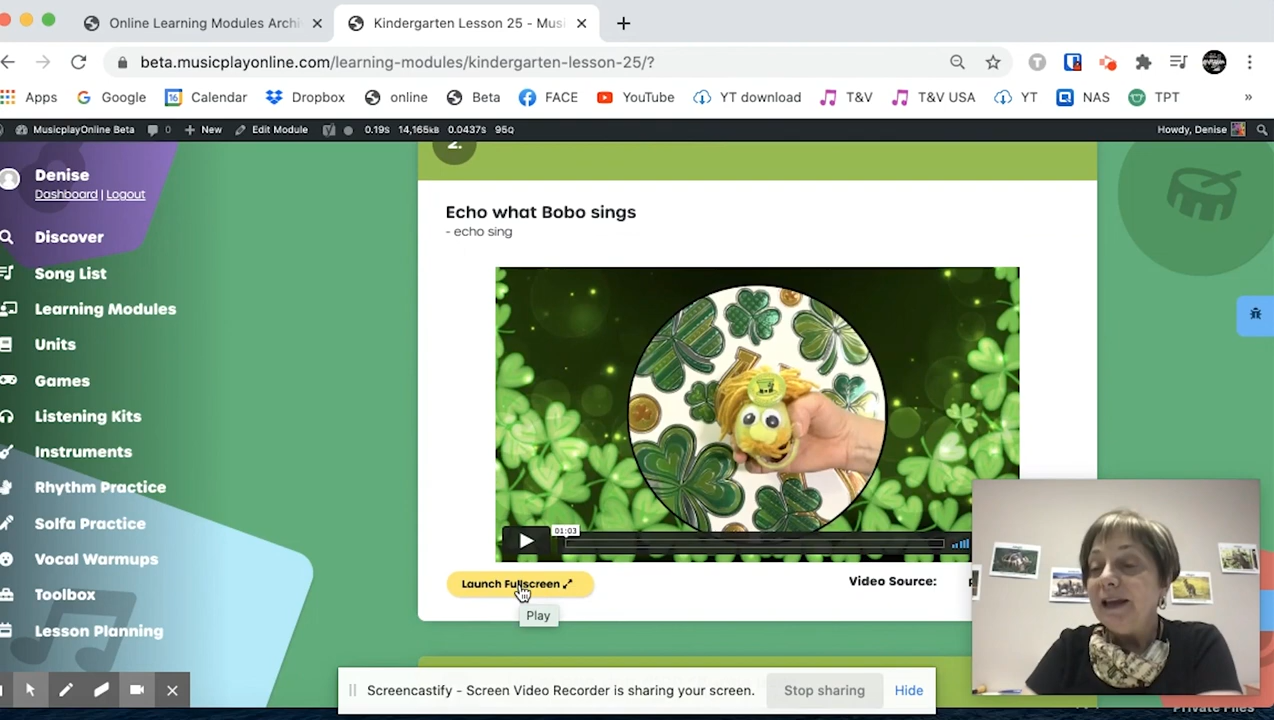 Online Learning Modules Archi
Kindergarten Lesson 25 - Musi
beta.musicplayonline.com/learning-modules/kindergarten-lesson-25/?
Apps
Google
Calendar
Dropbox
online
Beta
FACE
YouTube
YT download
T&V
T&V USA
YT
NAS
TPT
MusicplayOnline Beta
0
New
Edit Module
0.19s 14,165kB 0.0437s 95Q
Howdy, Denise
Denise
Dashboard | Logout
Discover
Song List
Learning Modules
Units
Games
Listening Kits
Instruments
Rhythm Practice
Solfa Practice
Vocal Warmups
Toolbox
Lesson Planning
2.
Echo what Bobo sings
- echo sing
01:03
Launch Fullscreen
Play
Video Source:
Screencastify - Screen Video Recorder is sharing your screen.
Stop sharing
Hide
Private Files